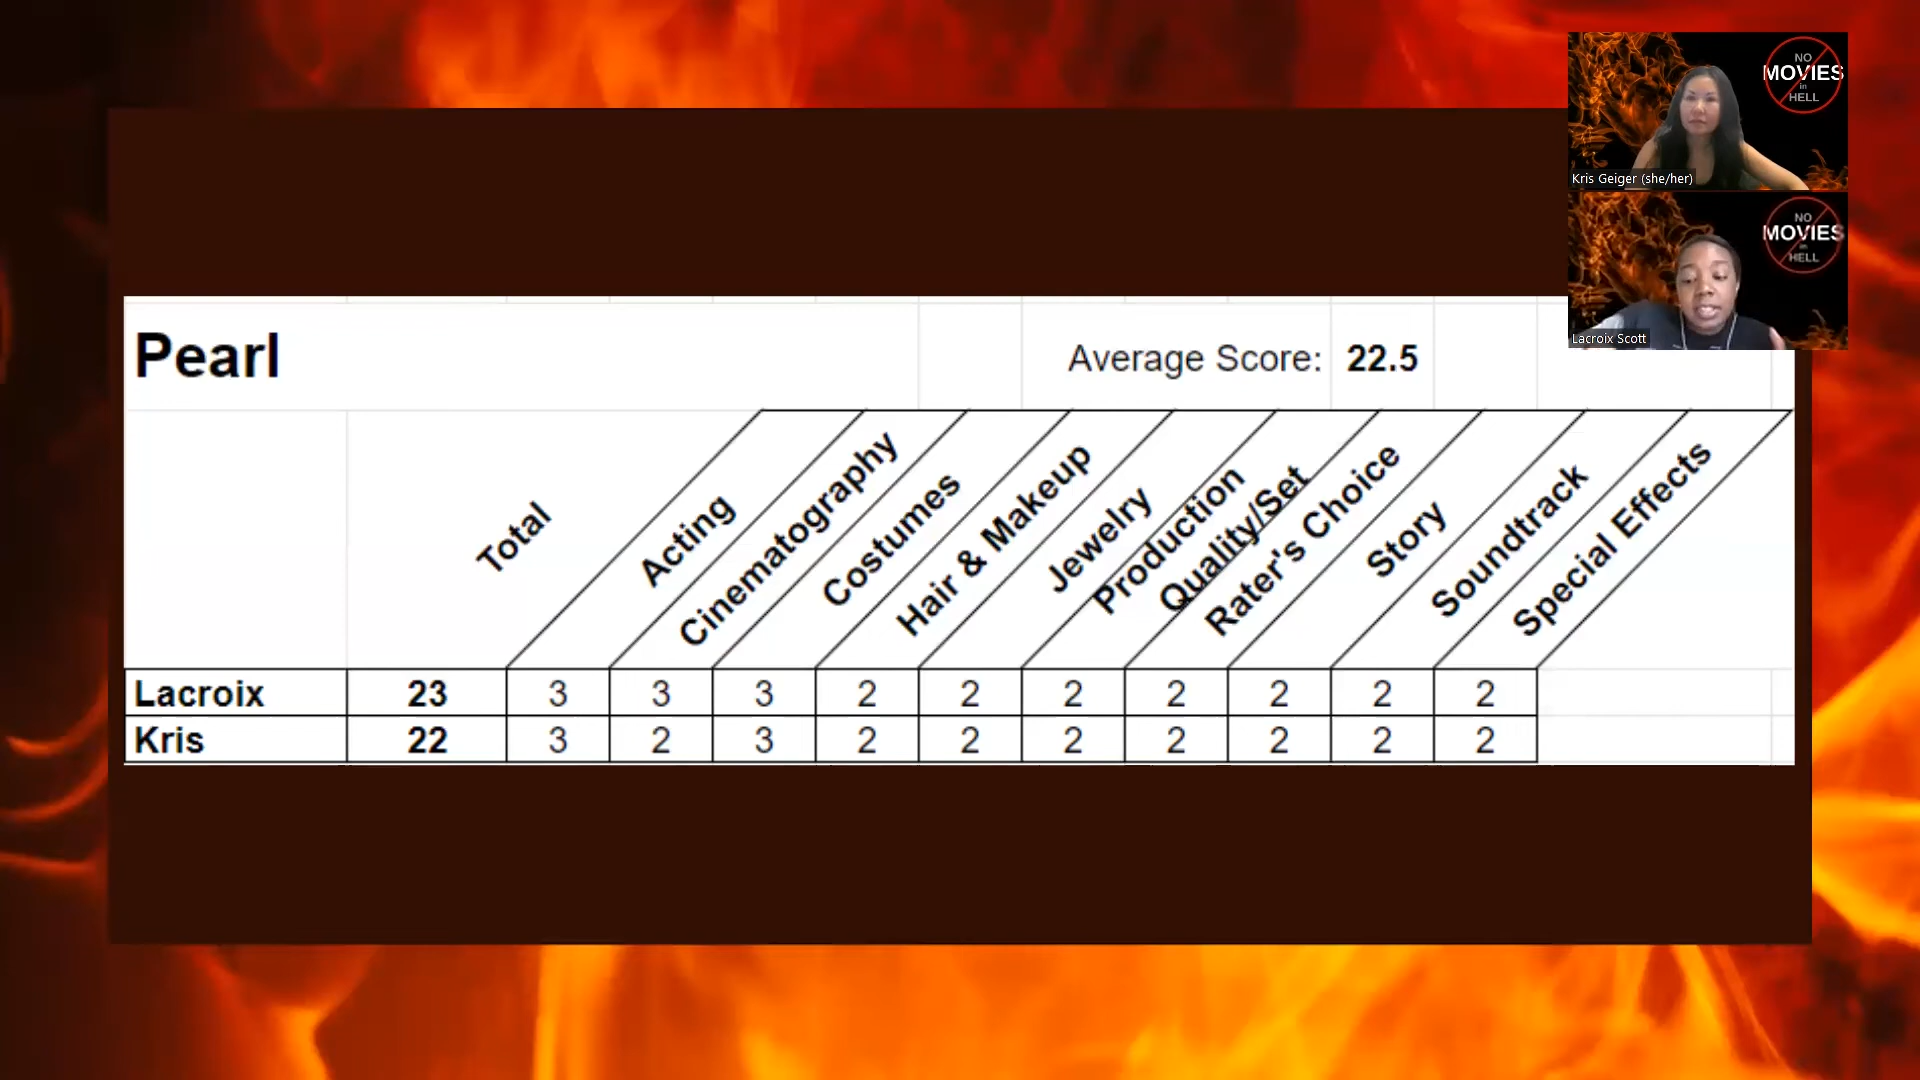 NO
MOVIES
in
HELL
Kris Geiger (she/her)
NO
MOVIES
in
HELL
Lacroix Scott
Pearl
Average Score: 22.5
Total
Acting
Cinematography
Costumes
Hair & Makeup
Jewelry
Production
Quality/Set
Rater's Choice
Story
Soundtrack
Special Effects
Lacroix 23 3 3 3 2 2 2 2 2 2 2
Kris 22 3 2 3 2 2 2 2 2 2 2